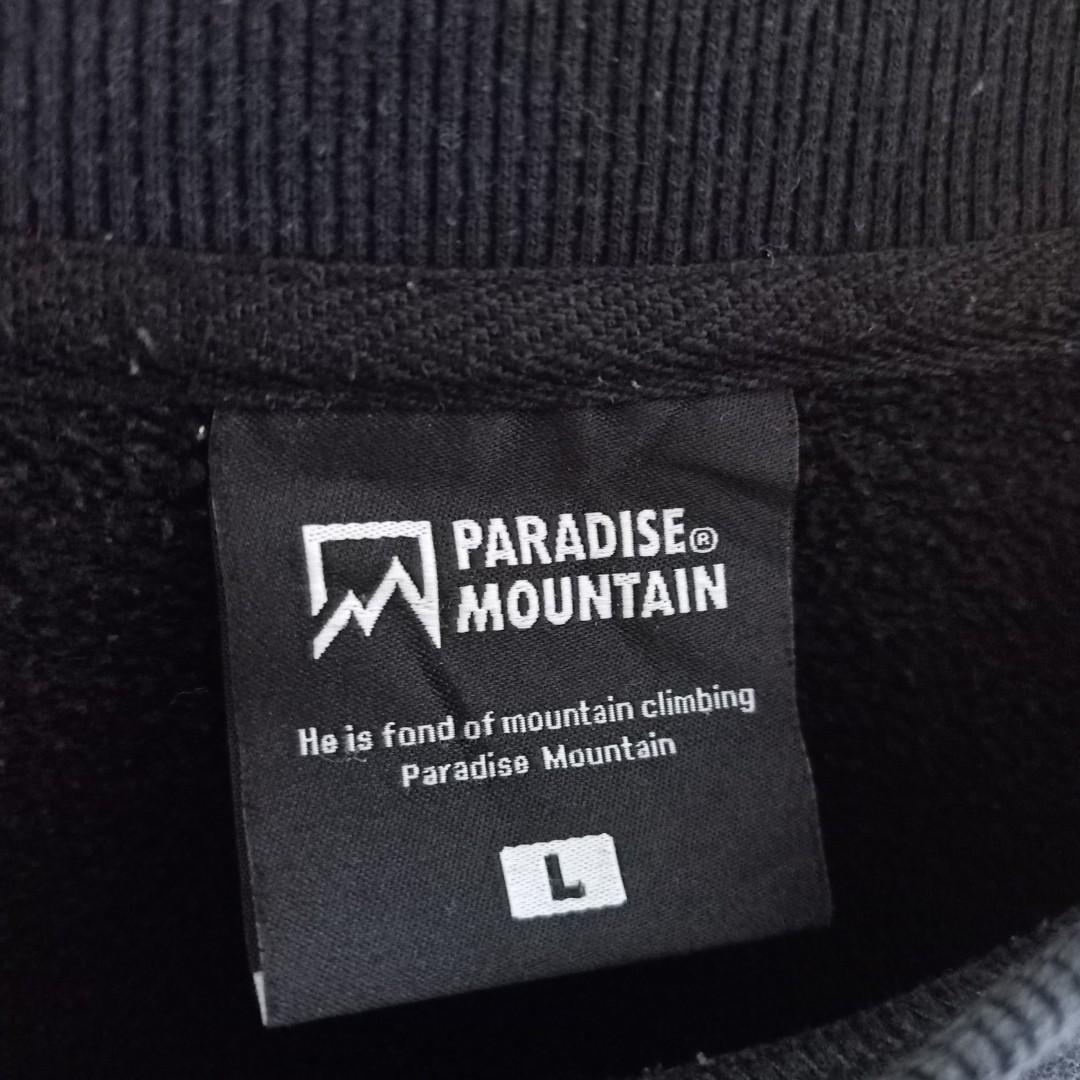 PARADISE®
MOUNTAIN
He is fond of mountain climbing
Paradise Mountain
L